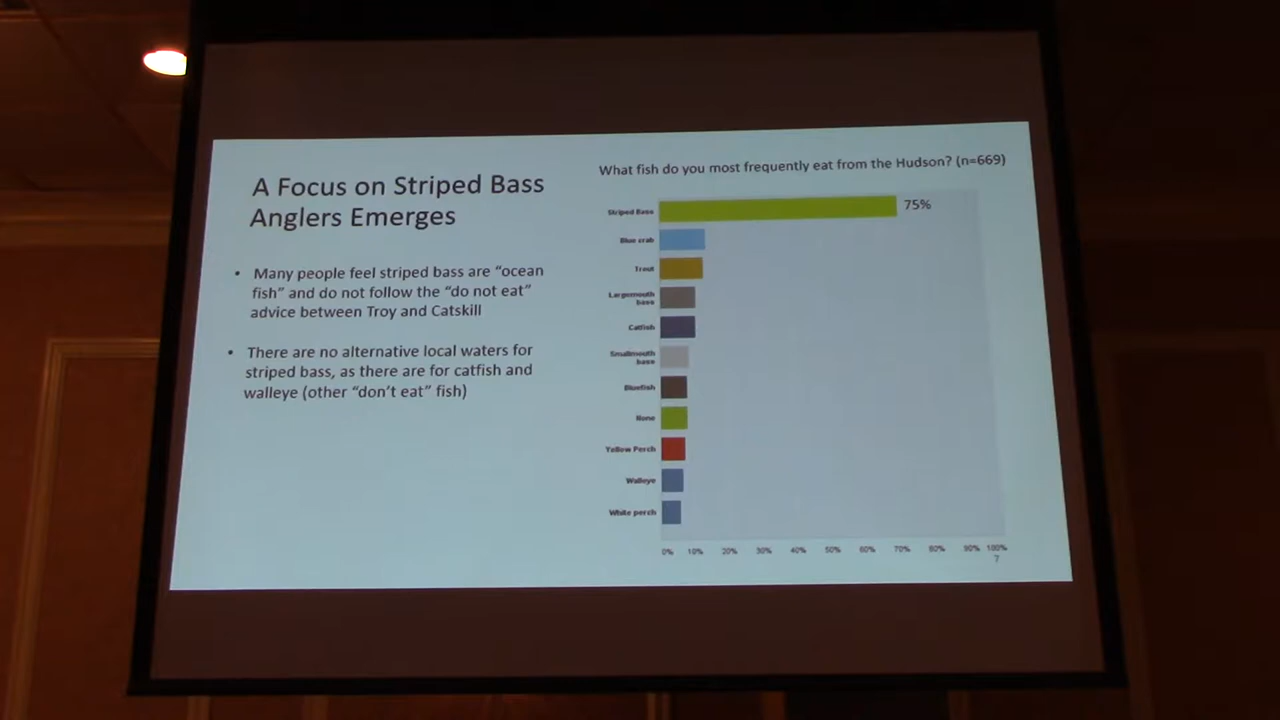 A Focus on Striped Bass
Anglers Emerges
• Many people feel striped bass are “ocean
fish” and do not follow the “do not eat”
advice between Troy and Catskill
• There are no alternative local waters for
striped bass, as there are for catfish and
walleye (other “don’t eat” fish)
What fish do you most frequently eat from the Hudson? (n=669)
Striped Bass
75%
Blue crab
Trout
Largemouth
bass
Catfish
Smallmouth
bass
Bluefish
None
Yellow Perch
Walleye
White perch
0% 10% 20% 30% 40% 50% 60% 70% 80% 90% 100%
7